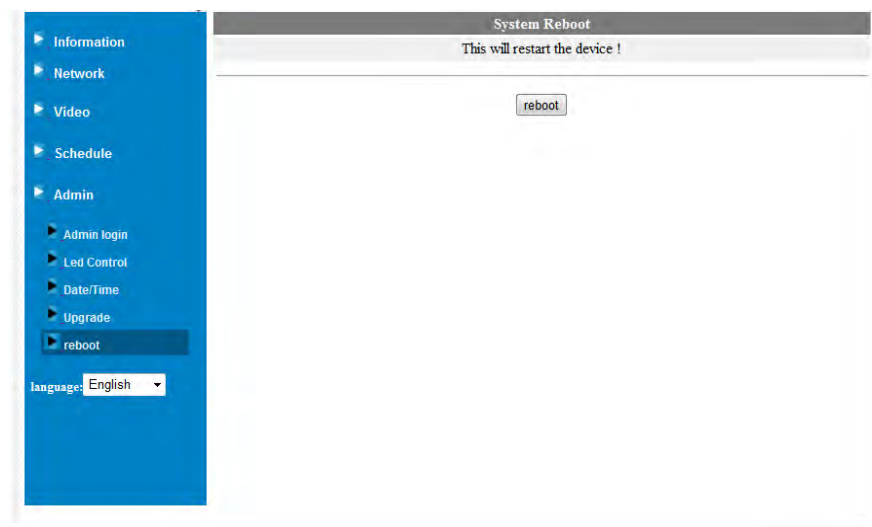 Information
Network
Video
Schedule
Admin
Admin login
Led Control
Date/Time
Upgrade
reboot
language: English
System Reboot
This will restart the device !
reboot